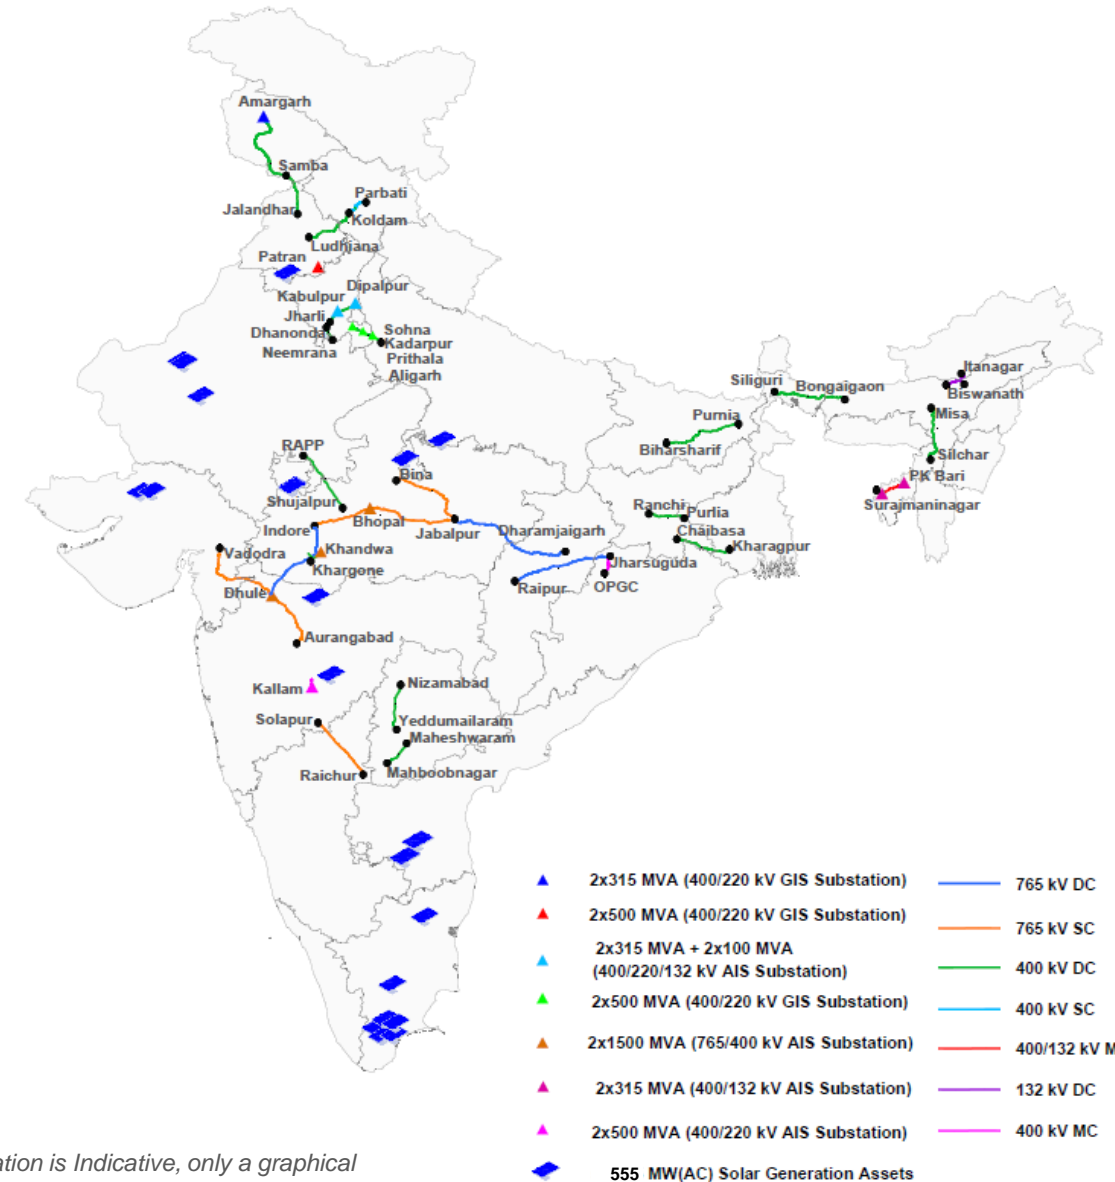 Amargarh
Samba
Parbati
Jalandhar
Koldam
Ludhiana
Patran
Dipalpur
Kabulpur
Jharli
Dhanonda
Sohna
Neemrana
Kadarpur
Prithala
Aligarh
Itanagar
Siliguri
Bongaigaon
Biswanath
Misa
Purnia
RAPP
Biharsharif
Silchar
Bina
PK Bari
Shujalpur
Surajmaninagar
Ranchi
Purlia
Indore
Bhopal
Jabalpur
Dharamjaigarh
Chaibasa
Vadodra
Khandwa
Kharagpur
Khargone
Jharsuguda
Dhule
Raipur
OPGC
Aurangabad
Kallam
Nizamabad
Solapur
Yeddumailaram
Maheshwaram
Raichur
Mahboobnagar
2x315 MVA (400/220 kV GIS Substation)
765 kV DC
2x500 MVA (400/220 kV GIS Substation)
765 kV SC
2x315 MVA + 2x100 MVA
(400/220/132 kV AIS Substation)
400 kV DC
2x500 MVA (400/220 kV GIS Substation)
400 kV SC
2x1500 MVA (765/400 kV AIS Substation)
400/132 kV M
2x315 MVA (400/132 kV AIS Substation)
132 kV DC
2x500 MVA (400/220 kV AIS Substation)
400 kV MC
555 MW(AC) Solar Generation Assets
ation is Indicative, only a graphical